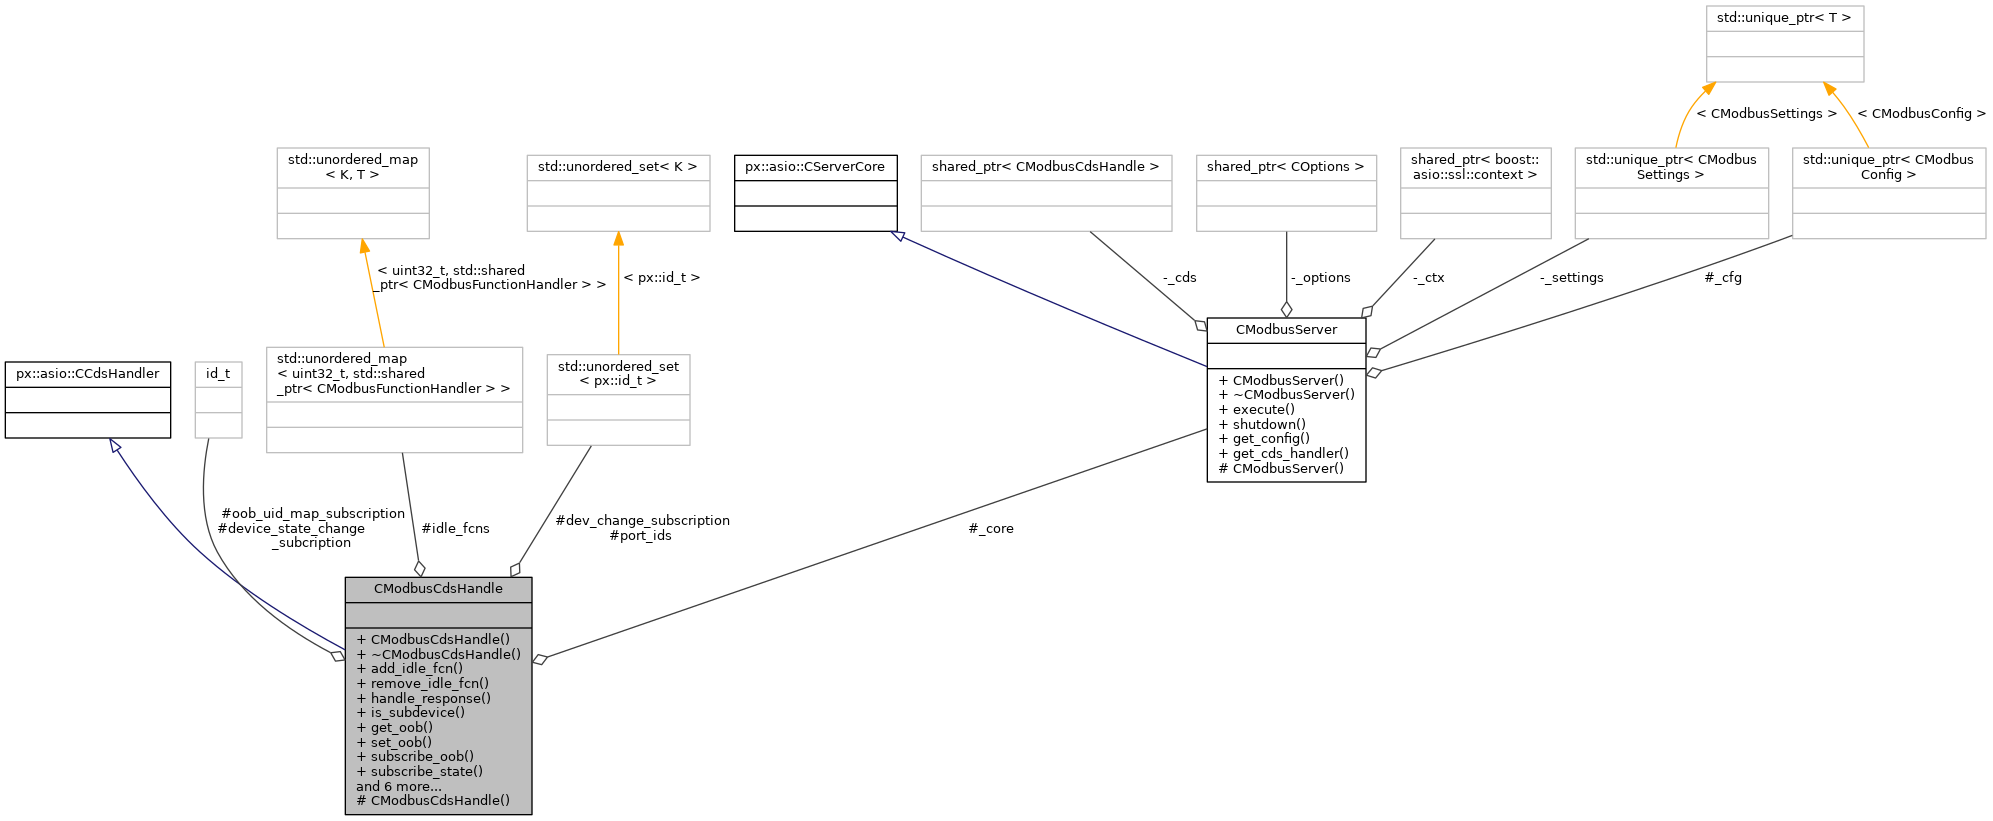 std::unique_ptr< T >
< CModbusSettings >
< CModbusConfig >
std::unordered_map
< K, T >
std::unordered_set< K >
px::asio::CServerCore
shared_ptr< CModbusCdsHandle >
shared_ptr< COptions >
shared_ptr< boost::
asio::ssl::context >
std::unique_ptr< CModbus
Settings >
std::unique_ptr< CModbus
Config >
< uint32_t, std::shared
_ptr< CModbusFunctionHandler > >
< px::id_t >
-_cds
-_options
-_ctx
-_settings
#_cfg
px::asio::CCdsHandler
id_t
std::unordered_map
< uint32_t, std::shared
_ptr< CModbusFunctionHandler > >
std::unordered_set
< px::id_t >
CModbusServer
+ CModbusServer()
+ ~CModbusServer()
+ execute()
+ shutdown()
+ get_config()
+ get_cds_handler()
# CModbusServer()
#oob_uid_map_subscription
#device_state_change
_subcription
#idle_fcns
#dev_change_subscription
#port_ids
#_core
CModbusCdsHandle
+ CModbusCdsHandle()
+ ~CModbusCdsHandle()
+ add_idle_fcn()
+ remove_idle_fcn()
+ handle_response()
+ is_subdevice()
+ get_oob()
+ set_oob()
+ subscribe_oob()
+ subscribe_state()
and 6 more...
# CModbusCdsHandle()